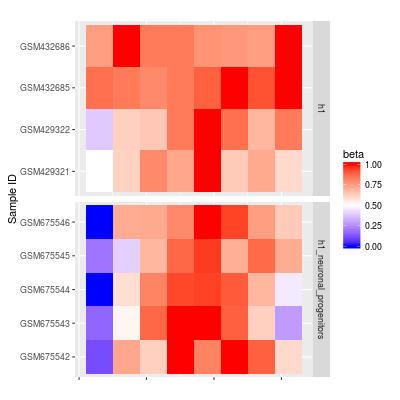 GSM432686
GSM432685
GSM429322
GSM429321
h1
GSM675546
GSM675545
GSM675544
GSM675543
GSM675542
h1_neuronal_progenitors
Sample ID
beta
1.00
0.75
0.50
0.25
0.00